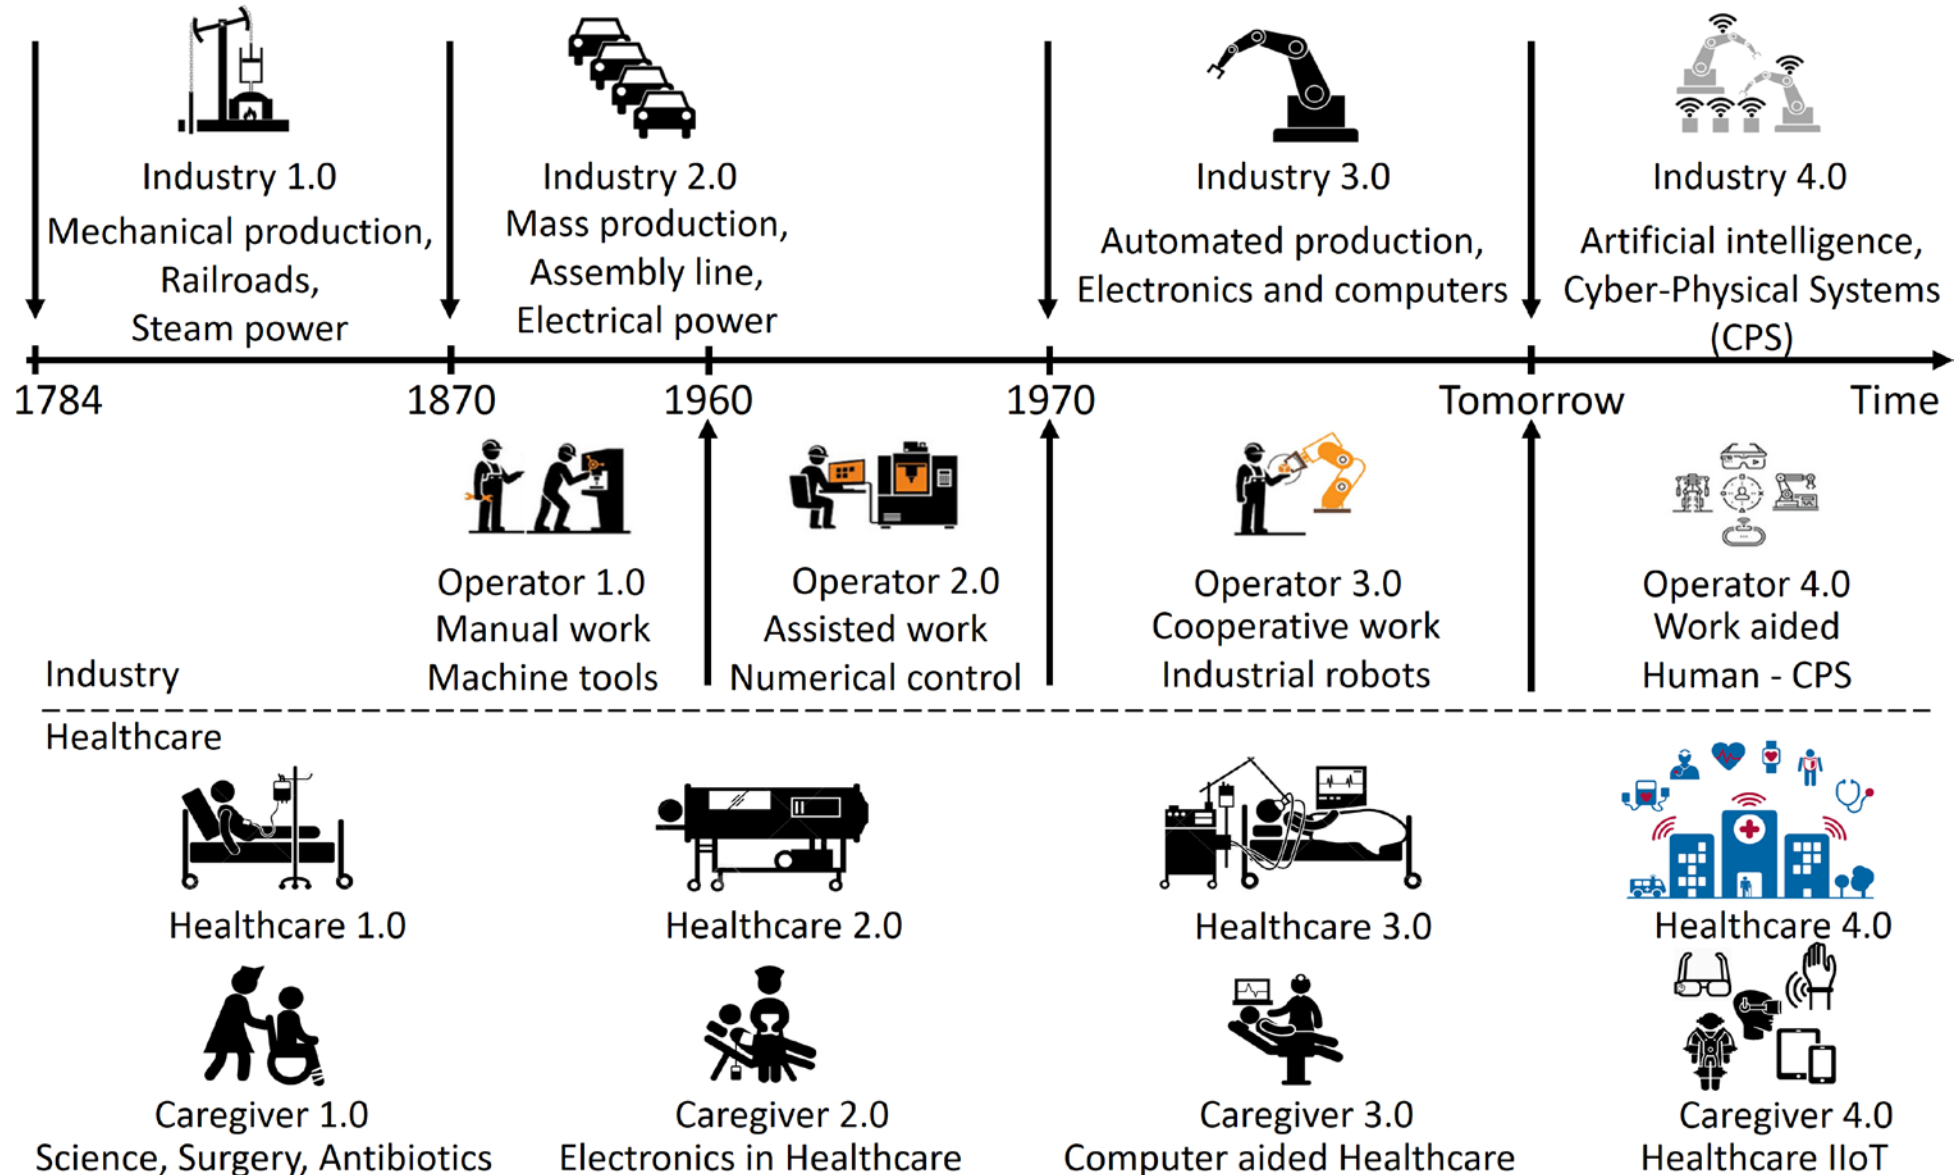 Industry 1.0
Mechanical production,
Railroads,
Steam power
Industry 2.0
Mass production,
Assembly line,
Electrical power
Industry 3.0
Automated production,
Electronics and computers
Industry 4.0
Artificial intelligence,
Cyber-Physical Systems
(CPS)
1784
1870
1960
1970
Tomorrow
Time
Operator 1.0
Manual work
Machine tools
Operator 2.0
Assisted work
Numerical control
Operator 3.0
Cooperative work
Industrial robots
Operator 4.0
Work aided
Human - CPS
Industry
Healthcare
Healthcare 1.0
Healthcare 2.0
Healthcare 3.0
Healthcare 4.0
Caregiver 1.0
Science, Surgery, Antibiotics
Caregiver 2.0
Electronics in Healthcare
Caregiver 3.0
Computer aided Healthcare
Caregiver 4.0
Healthcare IIoT